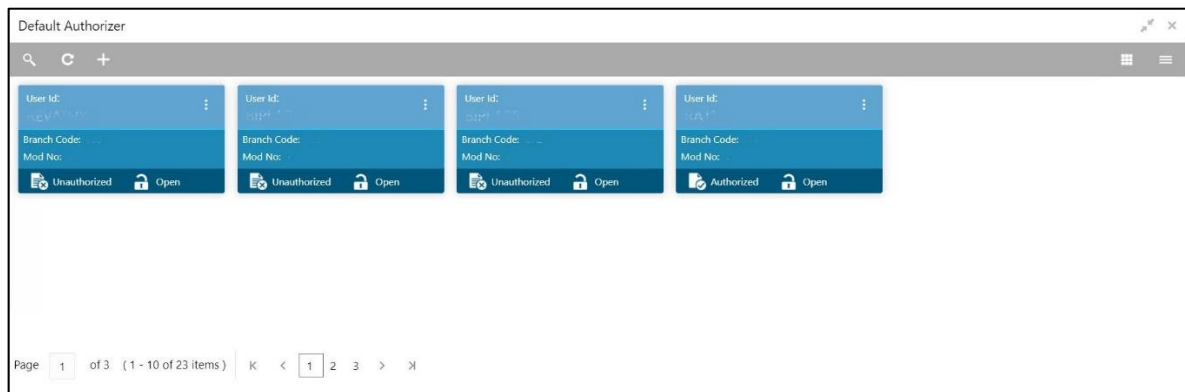 Default Authorizer
User Id: User Id: User Id: User Id:
Branch Code: Branch Code: Branch Code: Branch Code:
Mod No: Mod No: Mod No: Mod No:
Unauthorized Open Unauthorized Open Unauthorized Open Authorized Open
Page 1 of 3 ( 1 - 10 of 23 items ) 1 2 3